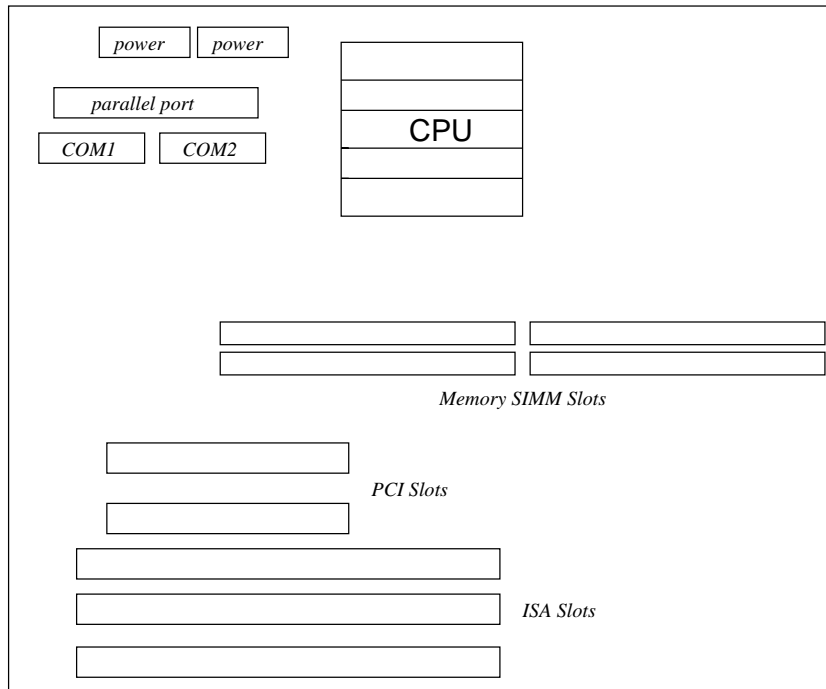 power power
parallel port
CPU
COM1 COM2
Memory SIMM Slots
PCI Slots
ISA Slots